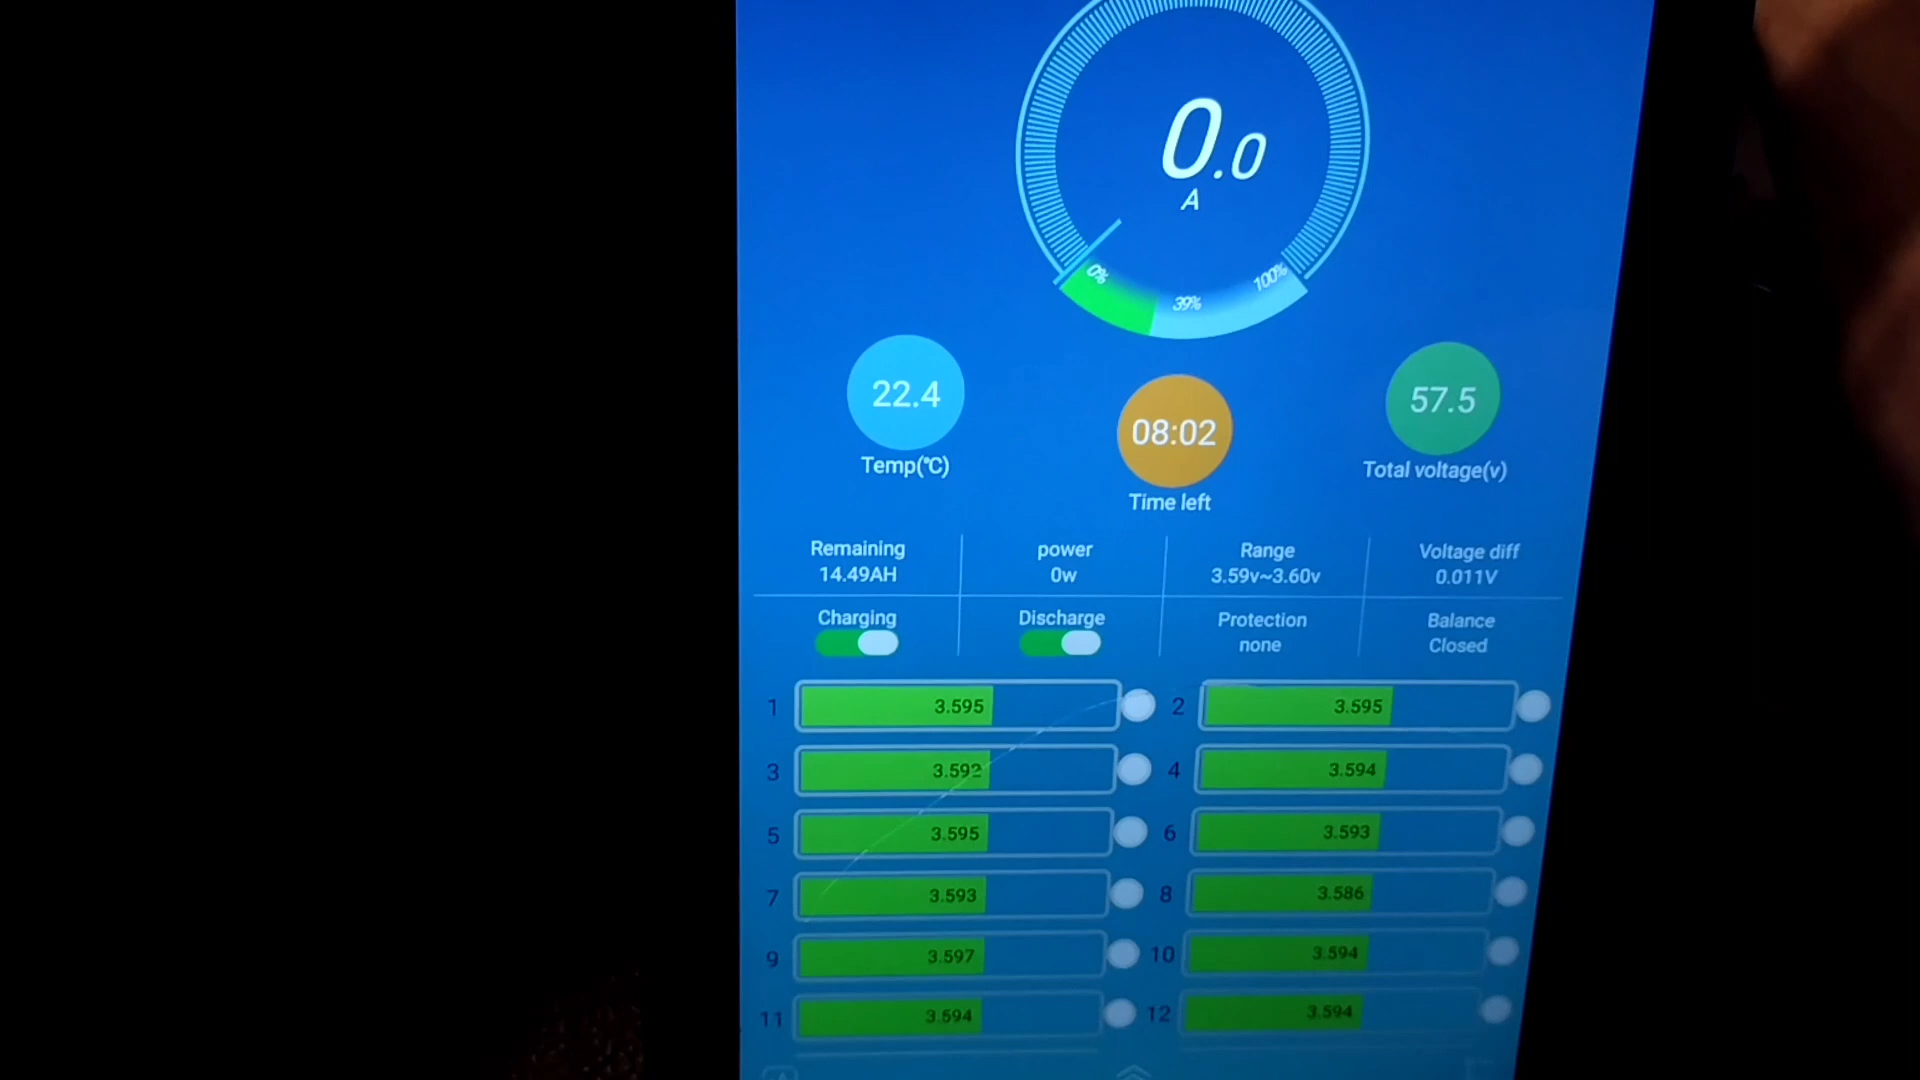 0.0
A
0% 39% 100%
22.4 08:02 57.5
Temp(℃) Time left Total voltage(v)
Remaining power Range Voltage diff
14.49AH 0w 3.59v~3.60v 0.011V
Charging Discharge Protection Balance
none Closed
1 3.595 2 3.595
3 3.592 4 3.594
5 3.595 6 3.593
7 3.593 8 3.586
9 3.597 10 3.594
11 3.594 12 3.594